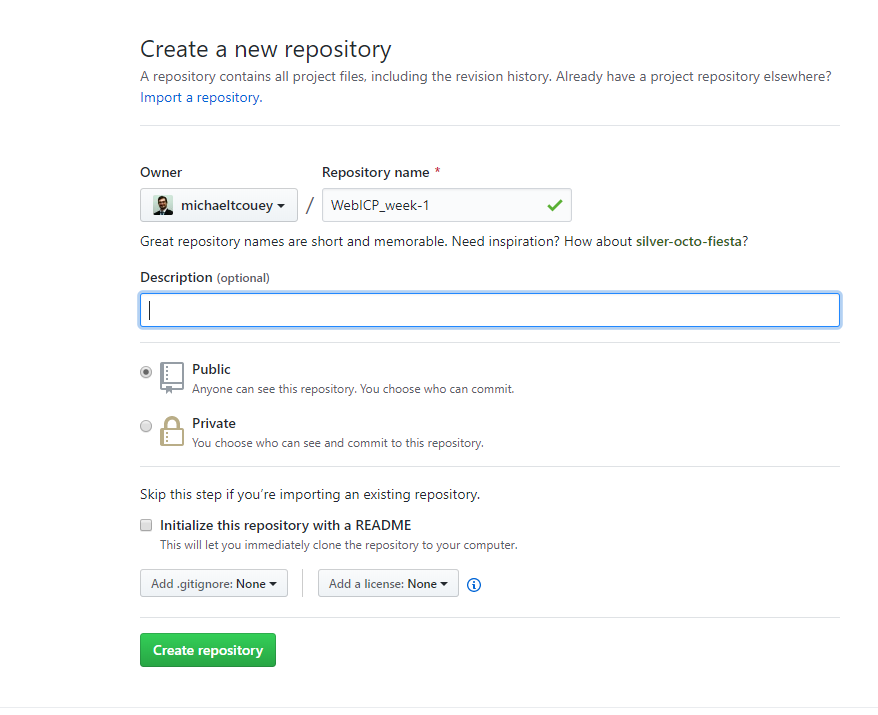 Create a new repository
A repository contains all project files, including the revision history. Already have a project repository elsewhere?
Import a repository.
Owner
Repository name *
michaeltcouey
/
WebICP_week-1
Great repository names are short and memorable. Need inspiration? How about silver-octo-fiesta?
Description (optional)
Public
Anyone can see this repository. You choose who can commit.
Private
You choose who can see and commit to this repository.
Skip this step if you’re importing an existing repository.
Initialize this repository with a README
This will let you immediately clone the repository to your computer.
Add .gitignore: None
Add a license: None
Create repository